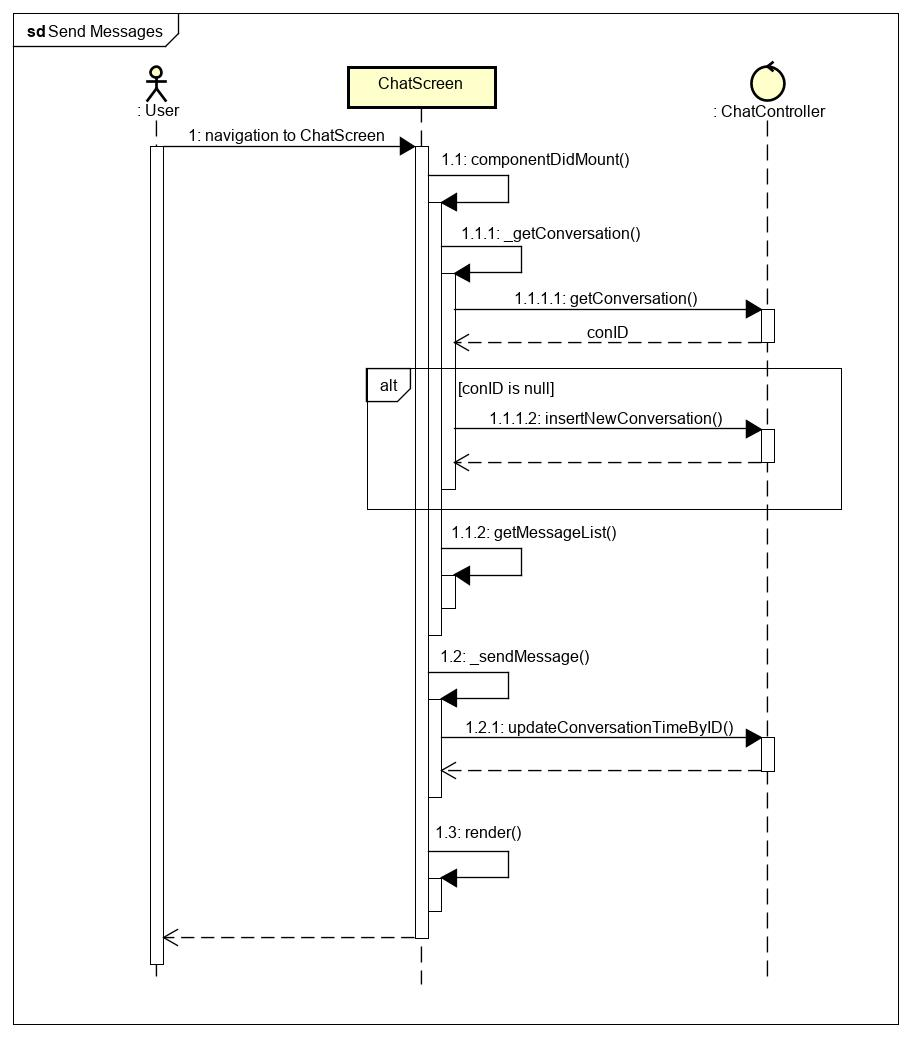 sd Send Messages
ChatScreen
: User
: ChatController
1: navigation to ChatScreen
1.1: componentDidMount()
1.1.1: _getConversation()
1.1.1.1: getConversation()
conID
alt
[conID is null]
1.1.1.2: insertNewConversation()
1.1.2: getMessageList()
1.2: _sendMessage()
1.2.1: updateConversationTimeByID()
1.3: render()